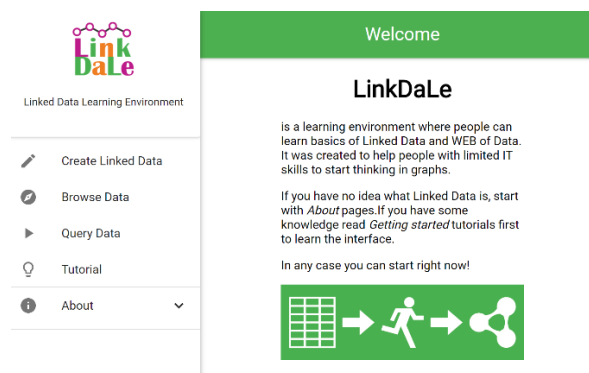 Link
DaLe
Linked Data Learning Environment
Create Linked Data
Browse Data
Query Data
Tutorial
About
Welcome
LinkDaLe
is a learning environment where people can
learn basics of Linked Data and WEB of Data.
It was created to help people with limited IT
skills to start thinking in graphs.
If you have no idea what Linked Data is, start
with About pages.If you have some
knowledge read Getting started tutorials first
to learn the interface.
In any case you can start right now!